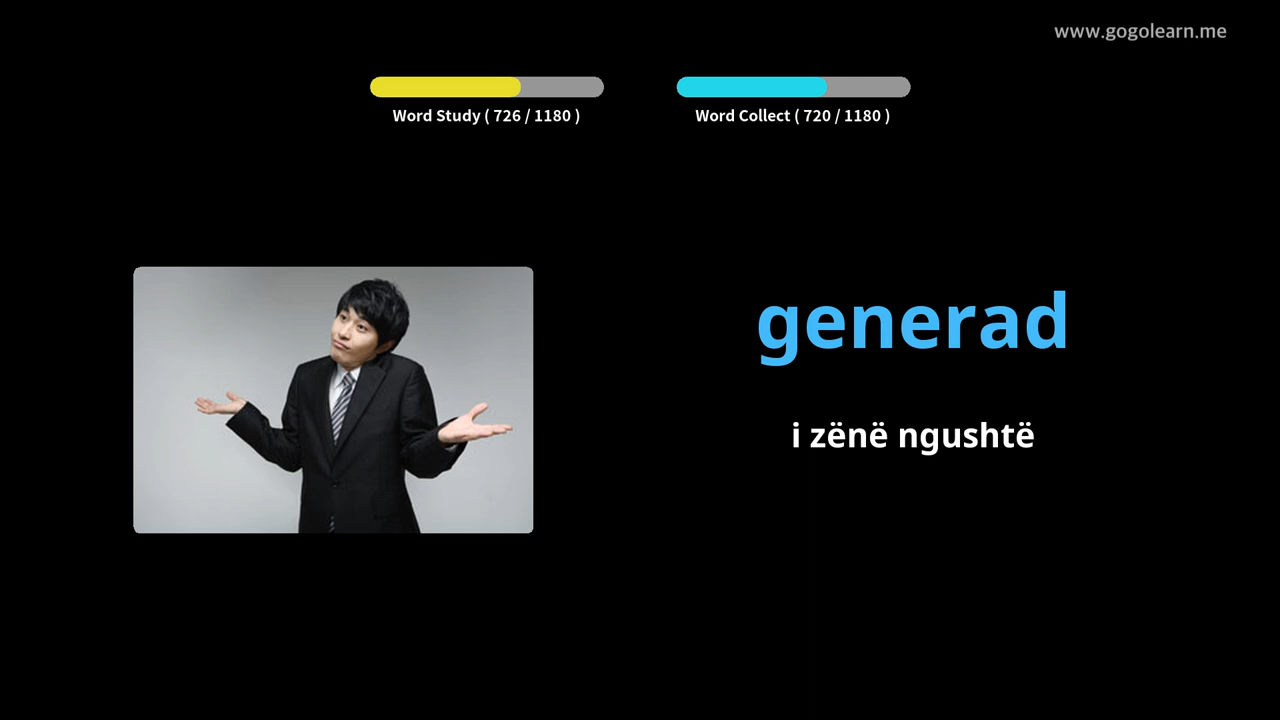 www.gogolearn.me
Word Study ( 726 / 1180 )
Word Collect ( 720 / 1180 )
generad
i zënë ngushtë